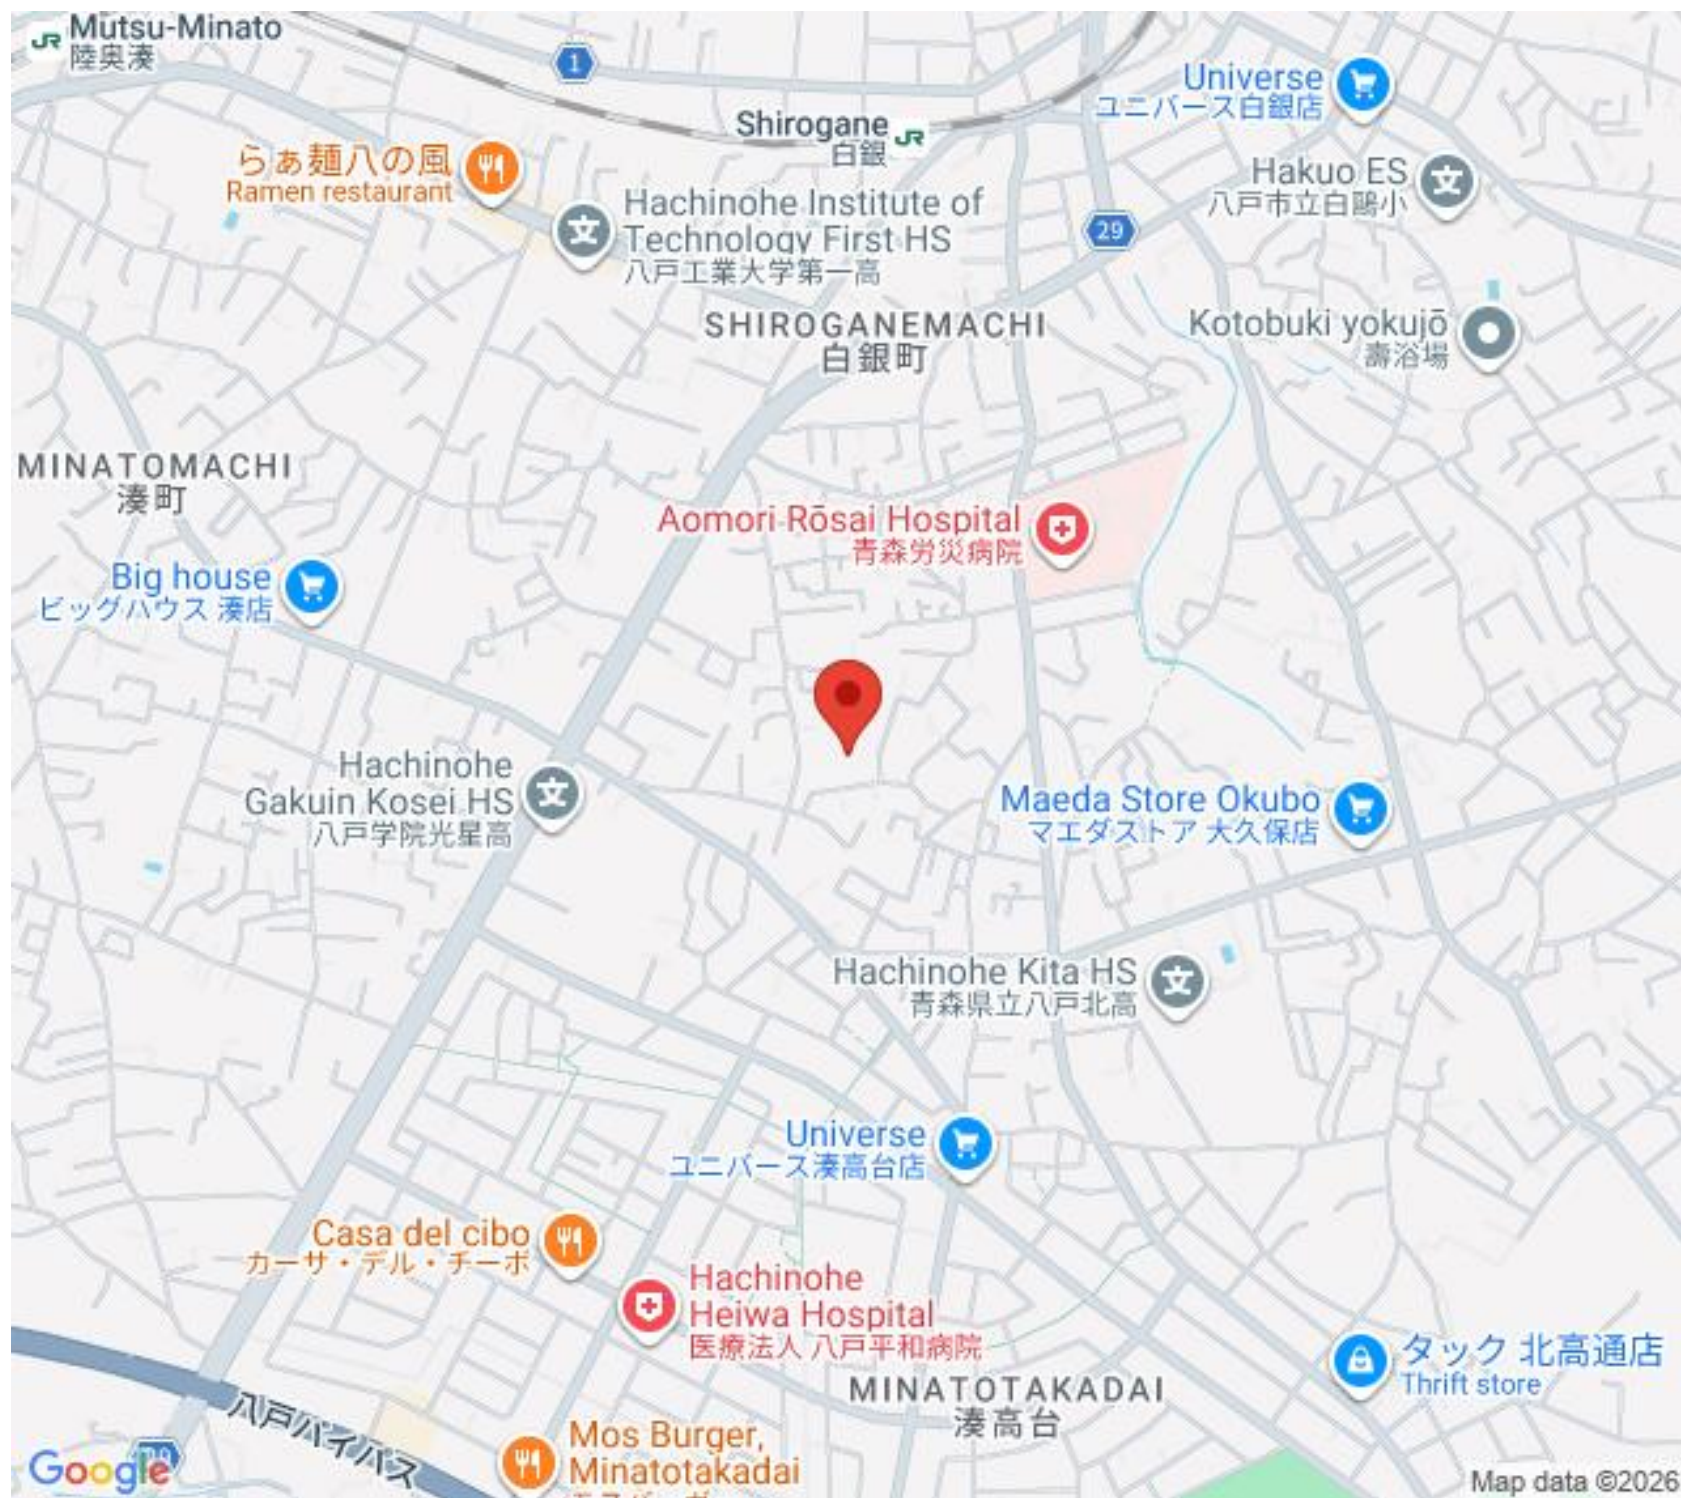 Mutsu-Minato
陸奥湊
1
Universe
ユニバース白銀店
Shirogane
白銀
らぁ麺八の風
Ramen restaurant
Hakuo ES
八戸市立白鷗小
Hachinohe Institute of
Technology First HS
八戸工業大学第一高
29
SHIROGANEMACHI
白銀町
Kotobuki yokujō
壽浴場
MINATOMACHI
湊町
Aomori Rōsai Hospital
青森労災病院
Big house
ビッグハウス 湊店
Hachinohe
Gakuin Kosei HS
八戸学院光星高
Maeda Store Okubo
マエダストア 大久保店
Hachinohe Kita HS
青森県立八戸北高
Universe
ユニバース湊高台店
Casa del cibo
カーサ・デル・チーボ
Hachinohe
Heiwa Hospital
医療法人 八戸平和病院
タック 北高通店
Thrift store
MINATOTAKADAI
湊高台
八戸バイパス
Mos Burger,
Minatotakadai
Google
Map data ©2026